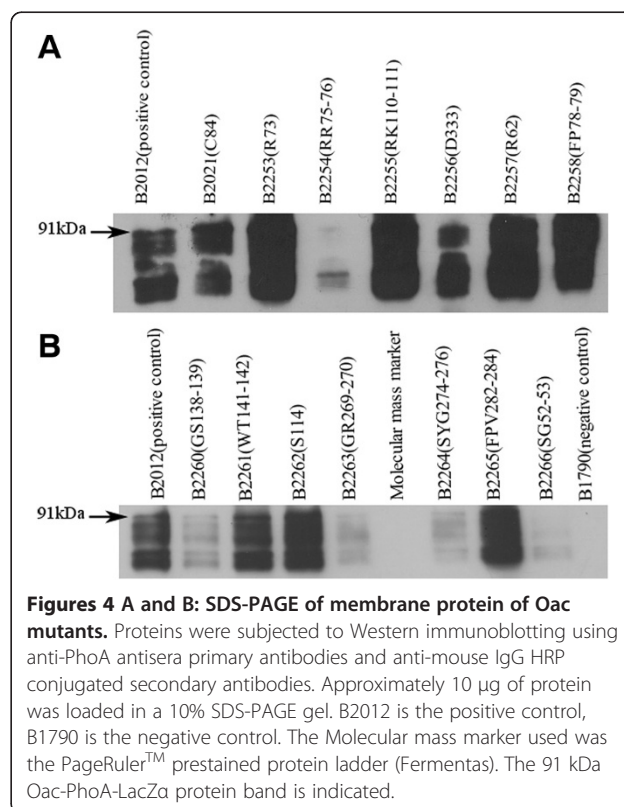 A
B2012(positive control)
B2021(C84)
B2253(R73)
B2254(RR75-76)
B2255(RK110-111)
B2256(D333)
B2257(R62)
B2258(FP78-79)
91kDa
B
B2012(positive control)
B2260(GS138-139)
B2261(WT141-142)
B2262(S114)
B2263(GR269-270)
Molecular mass marker
B2264(SYG274-276)
B2265(FPV282-284)
B2266(SG52-53)
B1790(negative control)
91kDa
Figures 4 A and B: SDS-PAGE of membrane protein of Oac
mutants. Proteins were subjected to Western immunoblotting using
anti-PhoA antisera primary antibodies and anti-mouse IgG HRP
conjugated secondary antibodies. Approximately 10 μg of protein
was loaded in a 10% SDS-PAGE gel. B2012 is the positive control,
B1790 is the negative control. The Molecular mass marker used was
the PageRuler™ prestained protein ladder (Fermentas). The 91 kDa
Oac-PhoA-LacZα protein band is indicated.